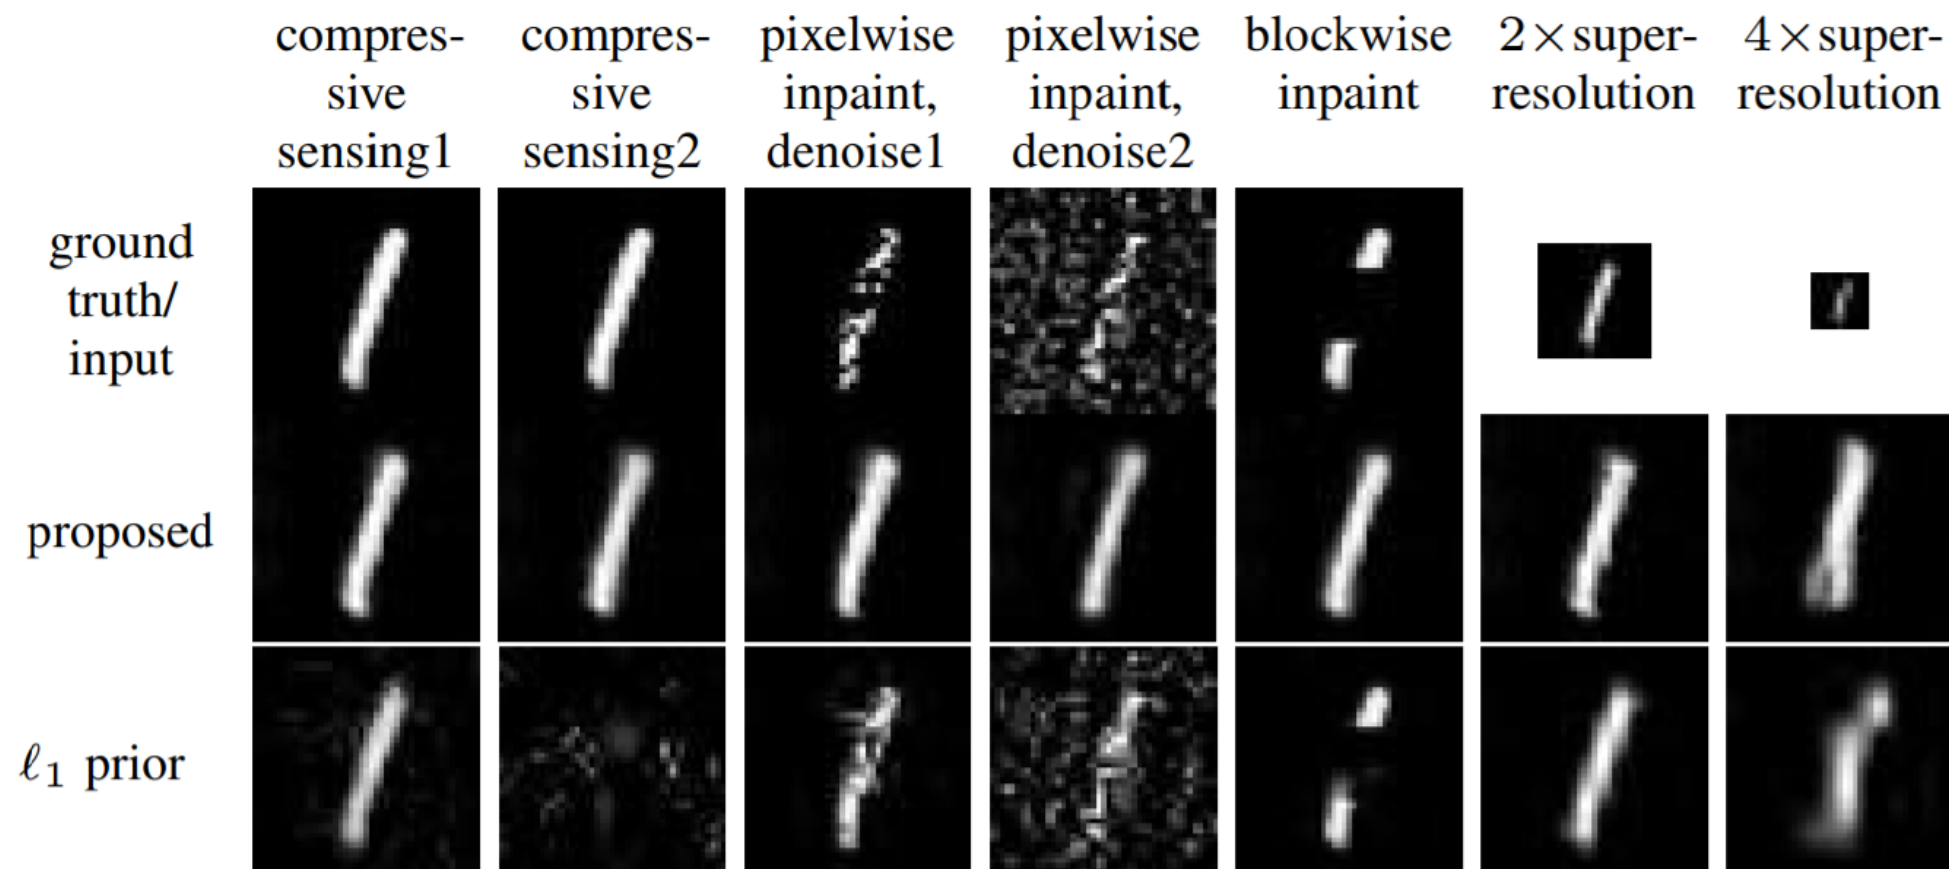 compres-
sive
sensing1
compres-
sive
sensing2
pixelwise
inpaint,
denoise1
pixelwise
inpaint,
denoise2
blockwise
inpaint
2×super-
resolution
4×super-
resolution
ground
truth/
input
proposed
ℓ₁ prior